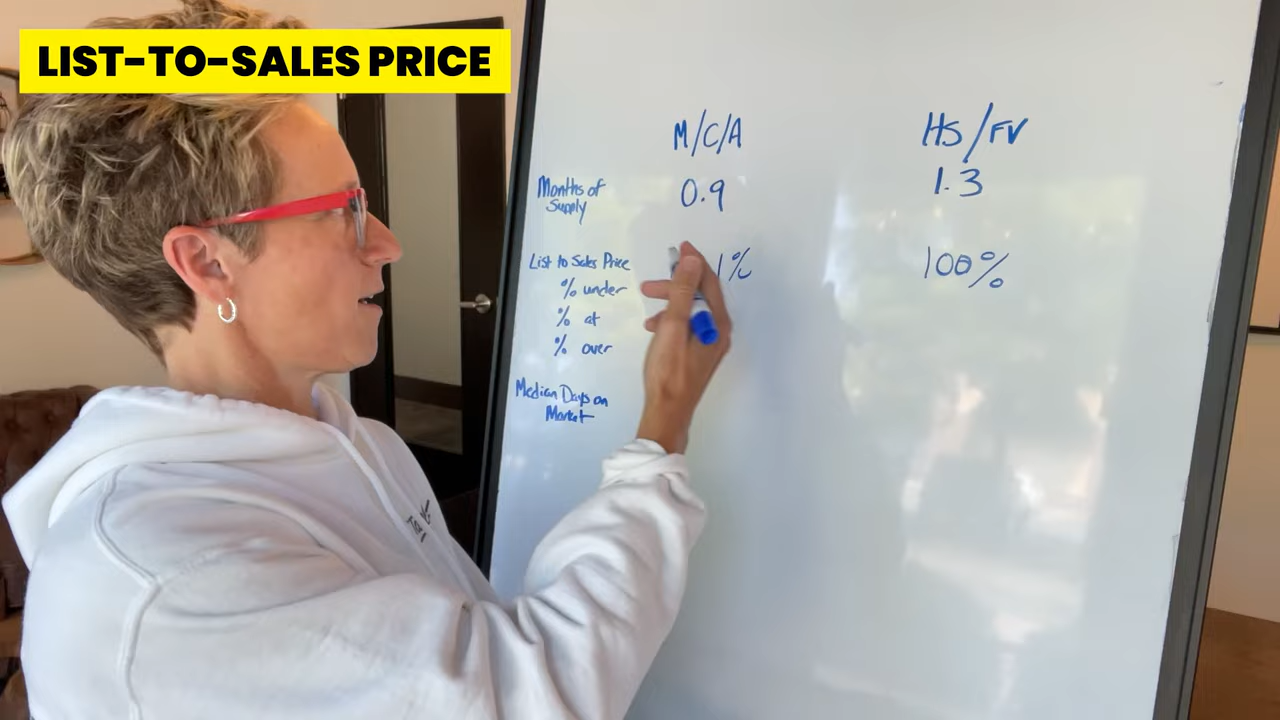 LIST-TO-SALES PRICE
M/C/A HS/FV
Months of Supply 0.9 1.3
List to Sales Price 1% 100%
% under
% at
% over
Median Days on
Market